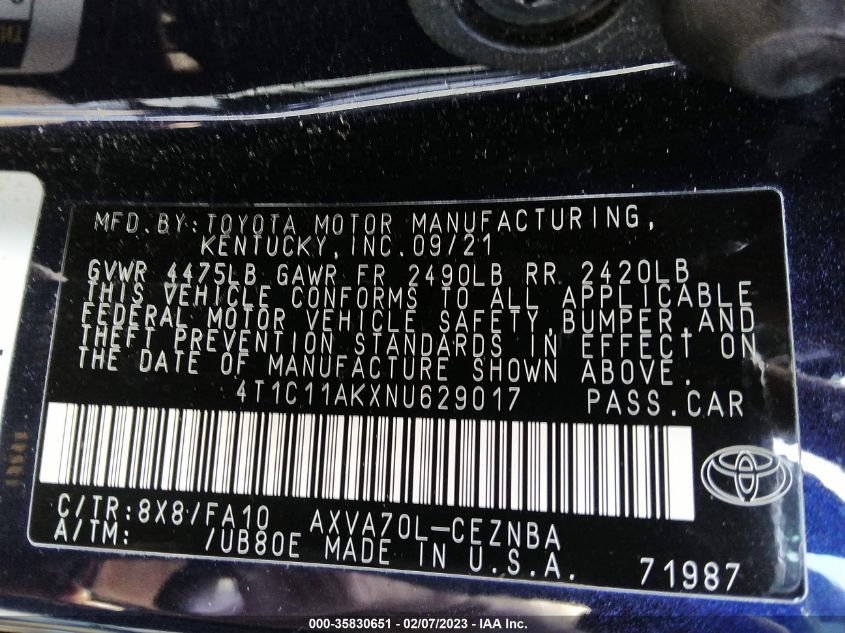 MFD. BY: TOYOTA MOTOR MANUFACTURING,
KENTUCKY, INC. 09/21
GVWR 4475LB GAWR FR 2490LB RR 2420LB
THIS VEHICLE CONFORMS TO ALL APPLICABLE
FEDERAL MOTOR VEHICLE SAFETY, BUMPER, AND
THEFT PREVENTION STANDARDS IN EFFECT ON
THE DATE OF MANUFACTURE SHOWN ABOVE.
4T1C11AKXNU629017 PASS. CAR
C/TR: 8X8/FA10 AXVA70L-CEZNBA
A/TM: /UB80E MADE IN U.S.A. 71987
000-35830651 - 02/07/2023 - IAA Inc.